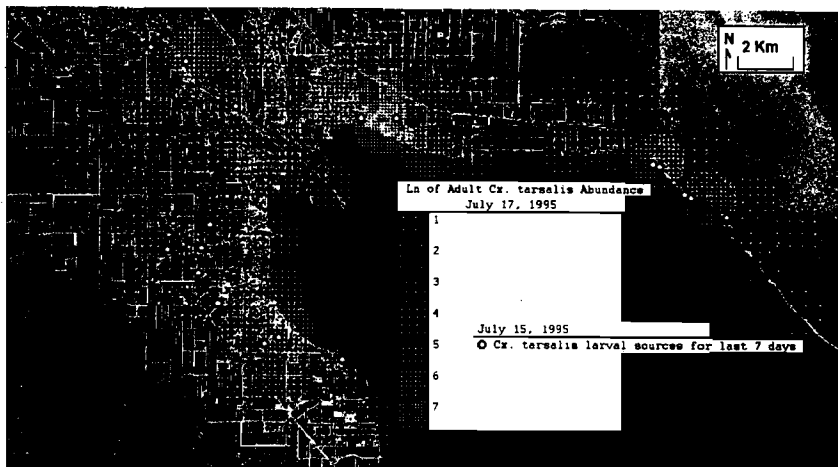 N
2 Km
Ln of Adult Cx. tarsalis Abundance
July 17, 1995
1
2
3
4
July 15, 1995
5 O Cx. tarsalis larval sources for last 7 days
6
7